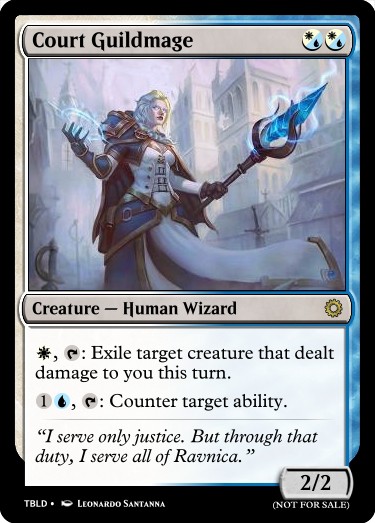 Court Guildmage
Creature — Human Wizard
, : Exile target creature that dealt
damage to you this turn.
1, : Counter target ability.
“I serve only justice. But through that
duty, I serve all of Ravnica.”
2/2
TBLD • Leonardo Santanna
(NOT FOR SALE)